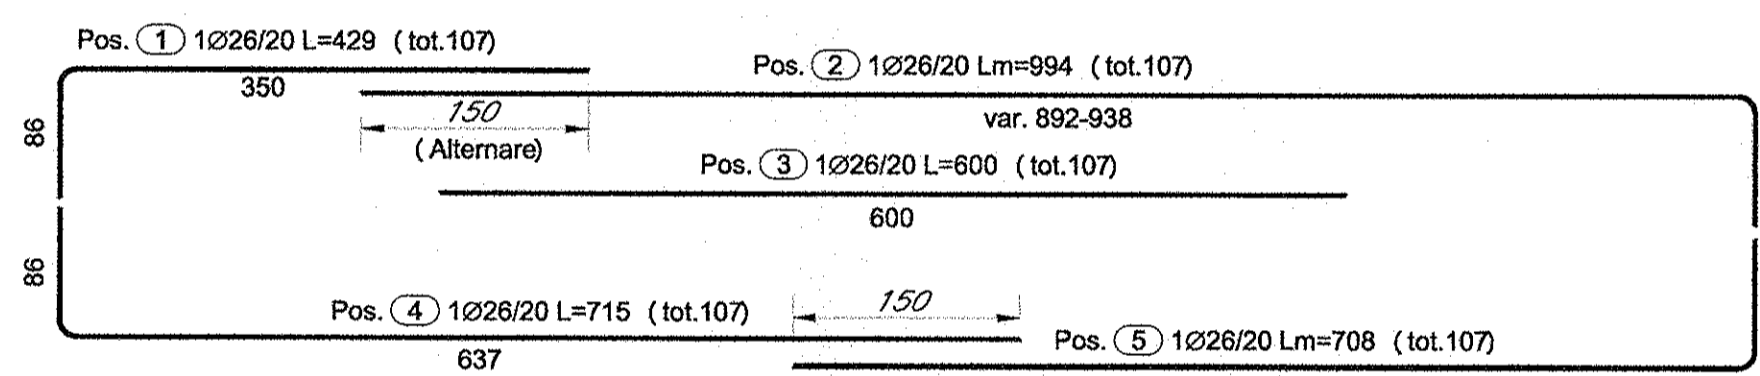 Pos. 1 1Ø26/20 L=429 (tot.107)
350
Pos. 2 1Ø26/20 Lm=994 (tot.107)
150
(Alternare)
var. 892-938
86
Pos. 3 1Ø26/20 L=600 (tot.107)
600
86
Pos. 4 1Ø26/20 L=715 (tot.107)
637
150
Pos. 5 1Ø26/20 Lm=708 (tot.107)